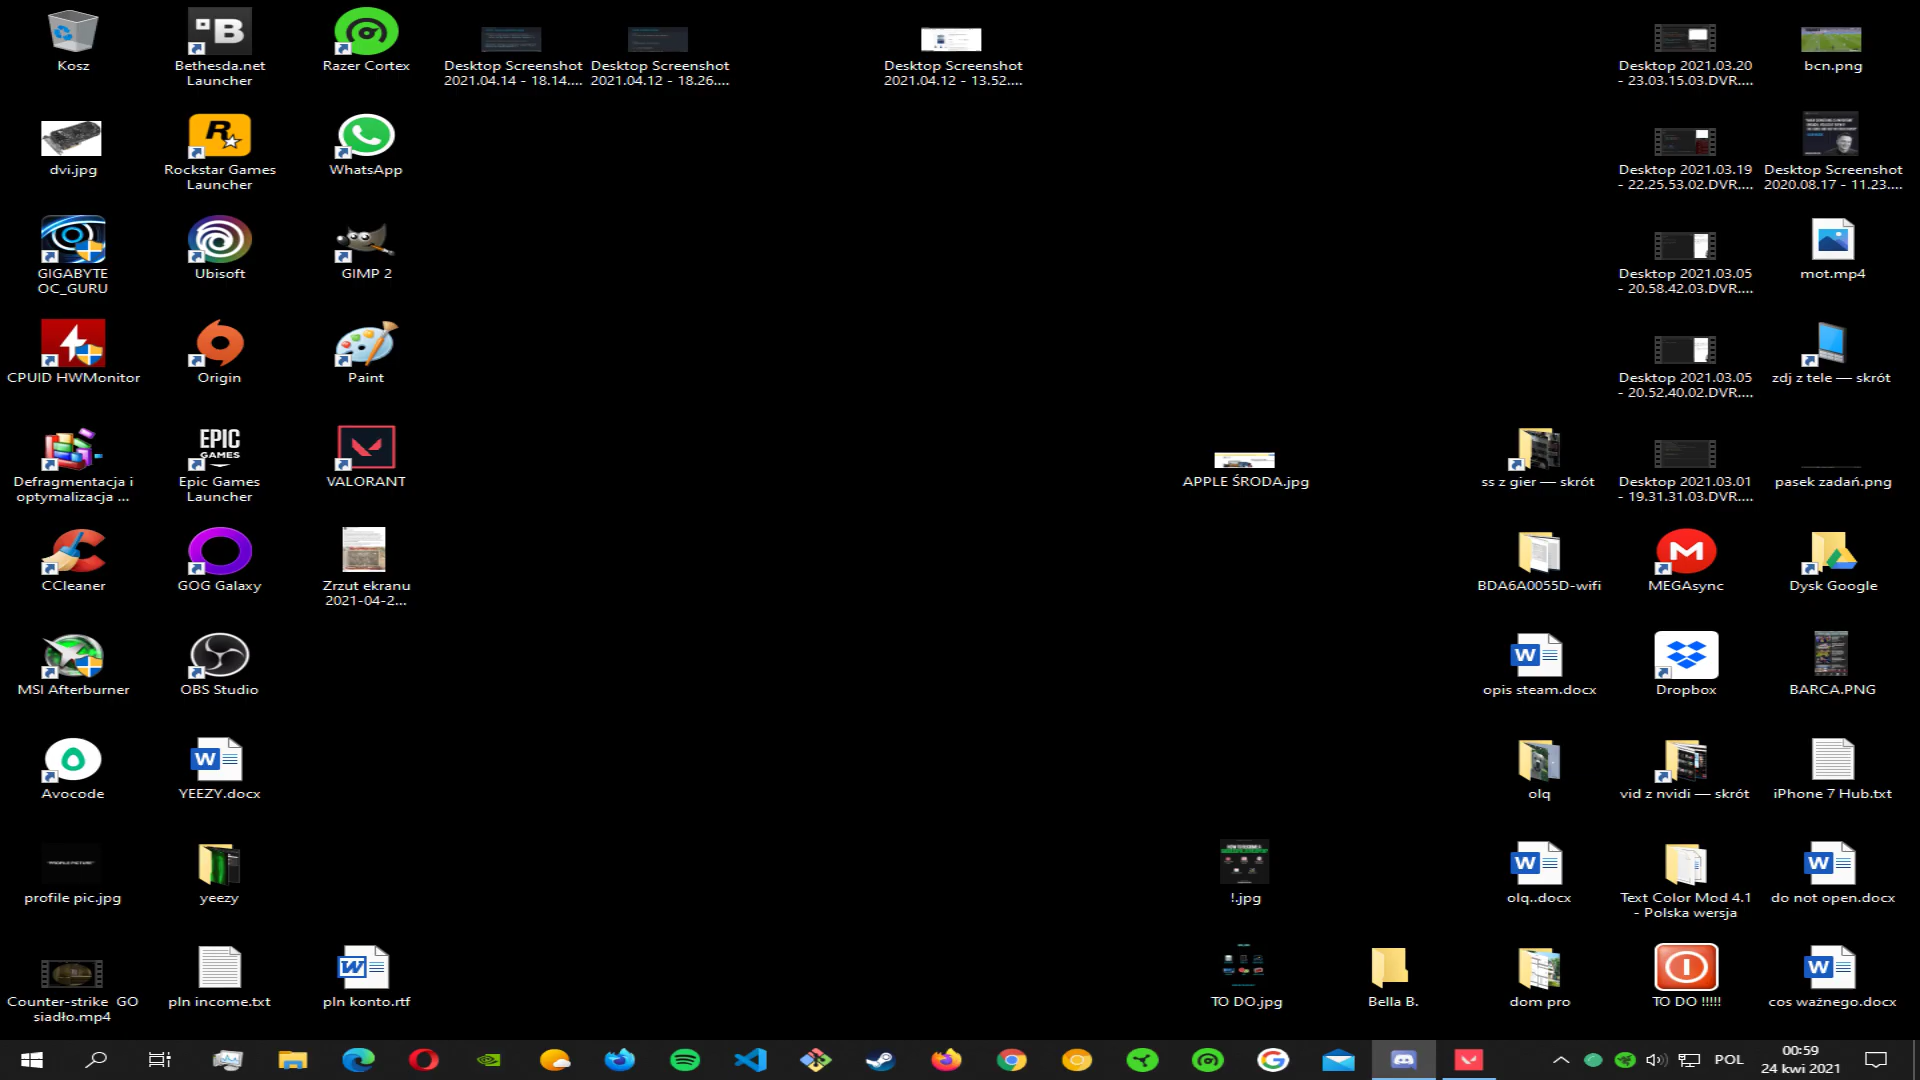 Kosz
Bethesda.net
Launcher
Razer Cortex
Desktop Screenshot
2021.04.14 - 18.14....
Desktop Screenshot
2021.04.12 - 18.26....
Desktop Screenshot
2021.04.12 - 13.52....
Desktop 2021.03.20
- 23.03.15.03.DVR....
bcn.png
dvi.jpg
Rockstar Games
Launcher
WhatsApp
Desktop 2021.03.19
- 22.25.53.02.DVR....
Desktop Screenshot
2020.08.17 - 11.23....
GIGABYTE
OC_GURU
Ubisoft
GIMP 2
Desktop 2021.03.05
- 20.58.42.03.DVR....
mot.mp4
CPUID HWMonitor
Origin
Paint
Desktop 2021.03.05
- 20.52.40.02.DVR....
zdj z tele — skrót
Defragmentacja i
optymalizacja ...
EPIC
GAMES
Epic Games
Launcher
VALORANT
APPLE ŚRODA.jpg
ss z gier — skrót
Desktop 2021.03.01
- 19.31.31.03.DVR....
pasek zadań.png
CCleaner
GOG Galaxy
Zrzut ekranu
2021-04-2...
BDA6A0055D-wifi
MEGAsync
Dysk Google
MSI Afterburner
OBS Studio
opis steam.docx
Dropbox
BARCA.PNG
Avocode
YEEZY.docx
olq
vid z nvidi — skrót
iPhone 7 Hub.txt
profile pic.jpg
yeezy
!.jpg
olq..docx
Text Color Mod 4.1
- Polska wersja
do not open.docx
Counter-strike  GO
siadło.mp4
pln income.txt
pln konto.rtf
TO DO.jpg
Bella B.
dom pro
TO DO !!!!!
cos ważnego.docx
POL
00:59
24 kwi 2021